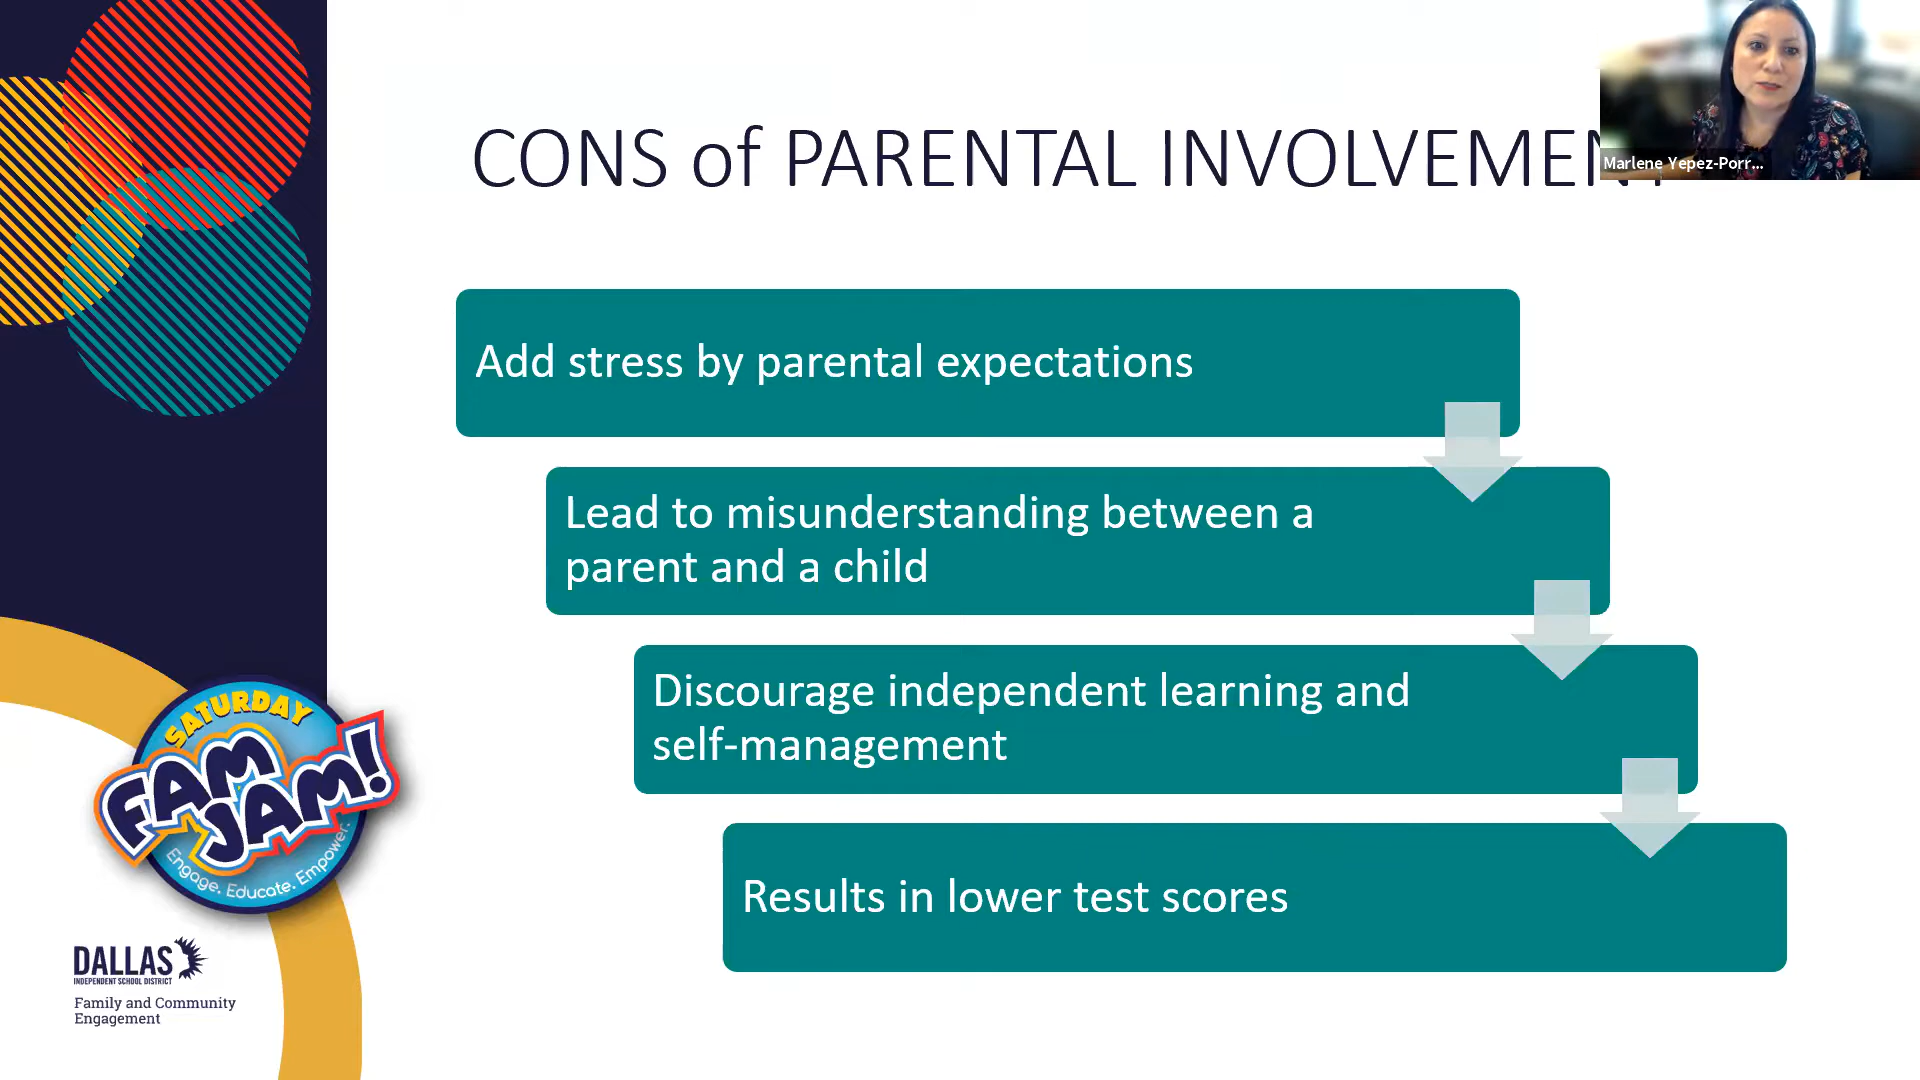 CONS of PARENTAL INVOLVEMENT
Marlene Yepez-Porr...
Add stress by parental expectations
Lead to misunderstanding between a
parent and a child
Discourage independent learning and
self-management
Results in lower test scores
SATURDAY
FAM
JAM!
Engage. Educate. Empower.
DALLAS
INDEPENDENT SCHOOL DISTRICT
Family and Community
Engagement